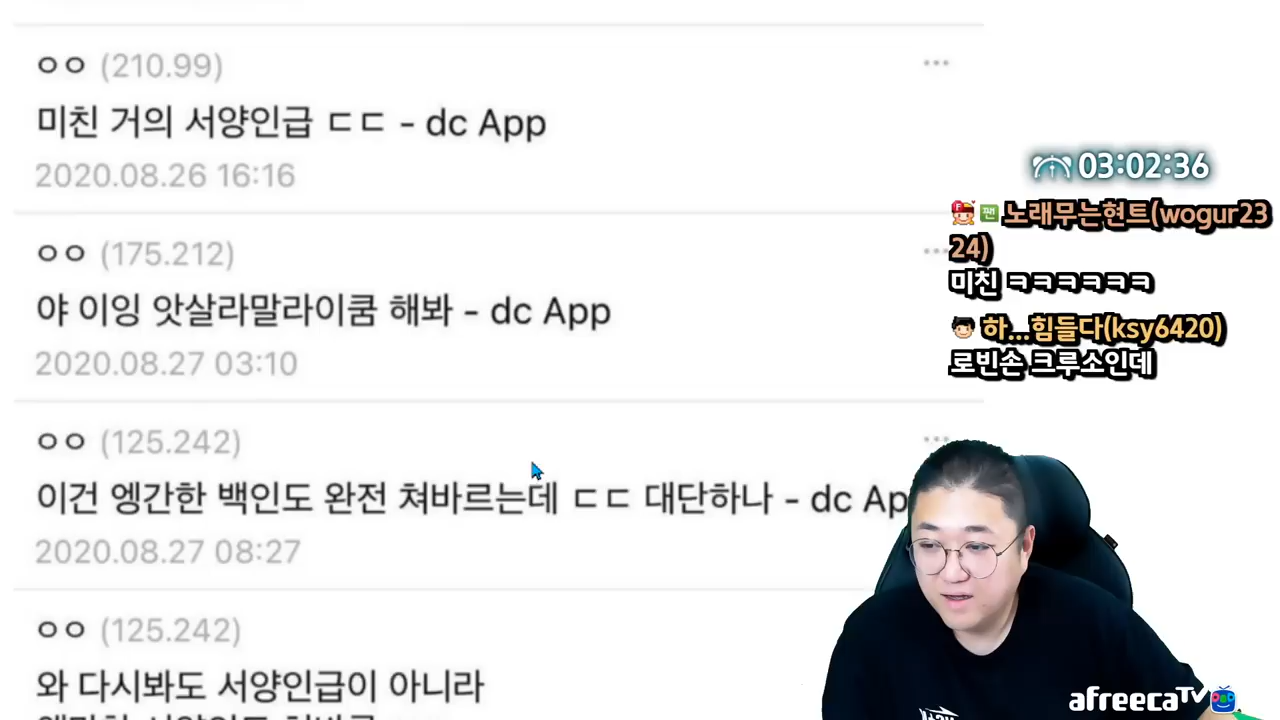 ㅇㅇ (210.99)
미친 거의 서양인급 ㄷㄷ - dc App
2020.08.26 16:16
ㅇㅇ (175.212)
야 이잉 앗살라말라이쿰 해봐 - dc App
2020.08.27 03:10
ㅇㅇ (125.242)
이건 엥간한 백인도 완전 쳐바르는데 ㄷㄷ 대단하나 - dc Ap
2020.08.27 08:27
ㅇㅇ (125.242)
와 다시봐도 서양인급이 아니라
03:02:36
노래무는현트(wogur23
24)
미친 ㅋㅋㅋㅋㅋㅋ
하...힘들다(ksy6420)
로빈손 크루소인데
afreecaTV